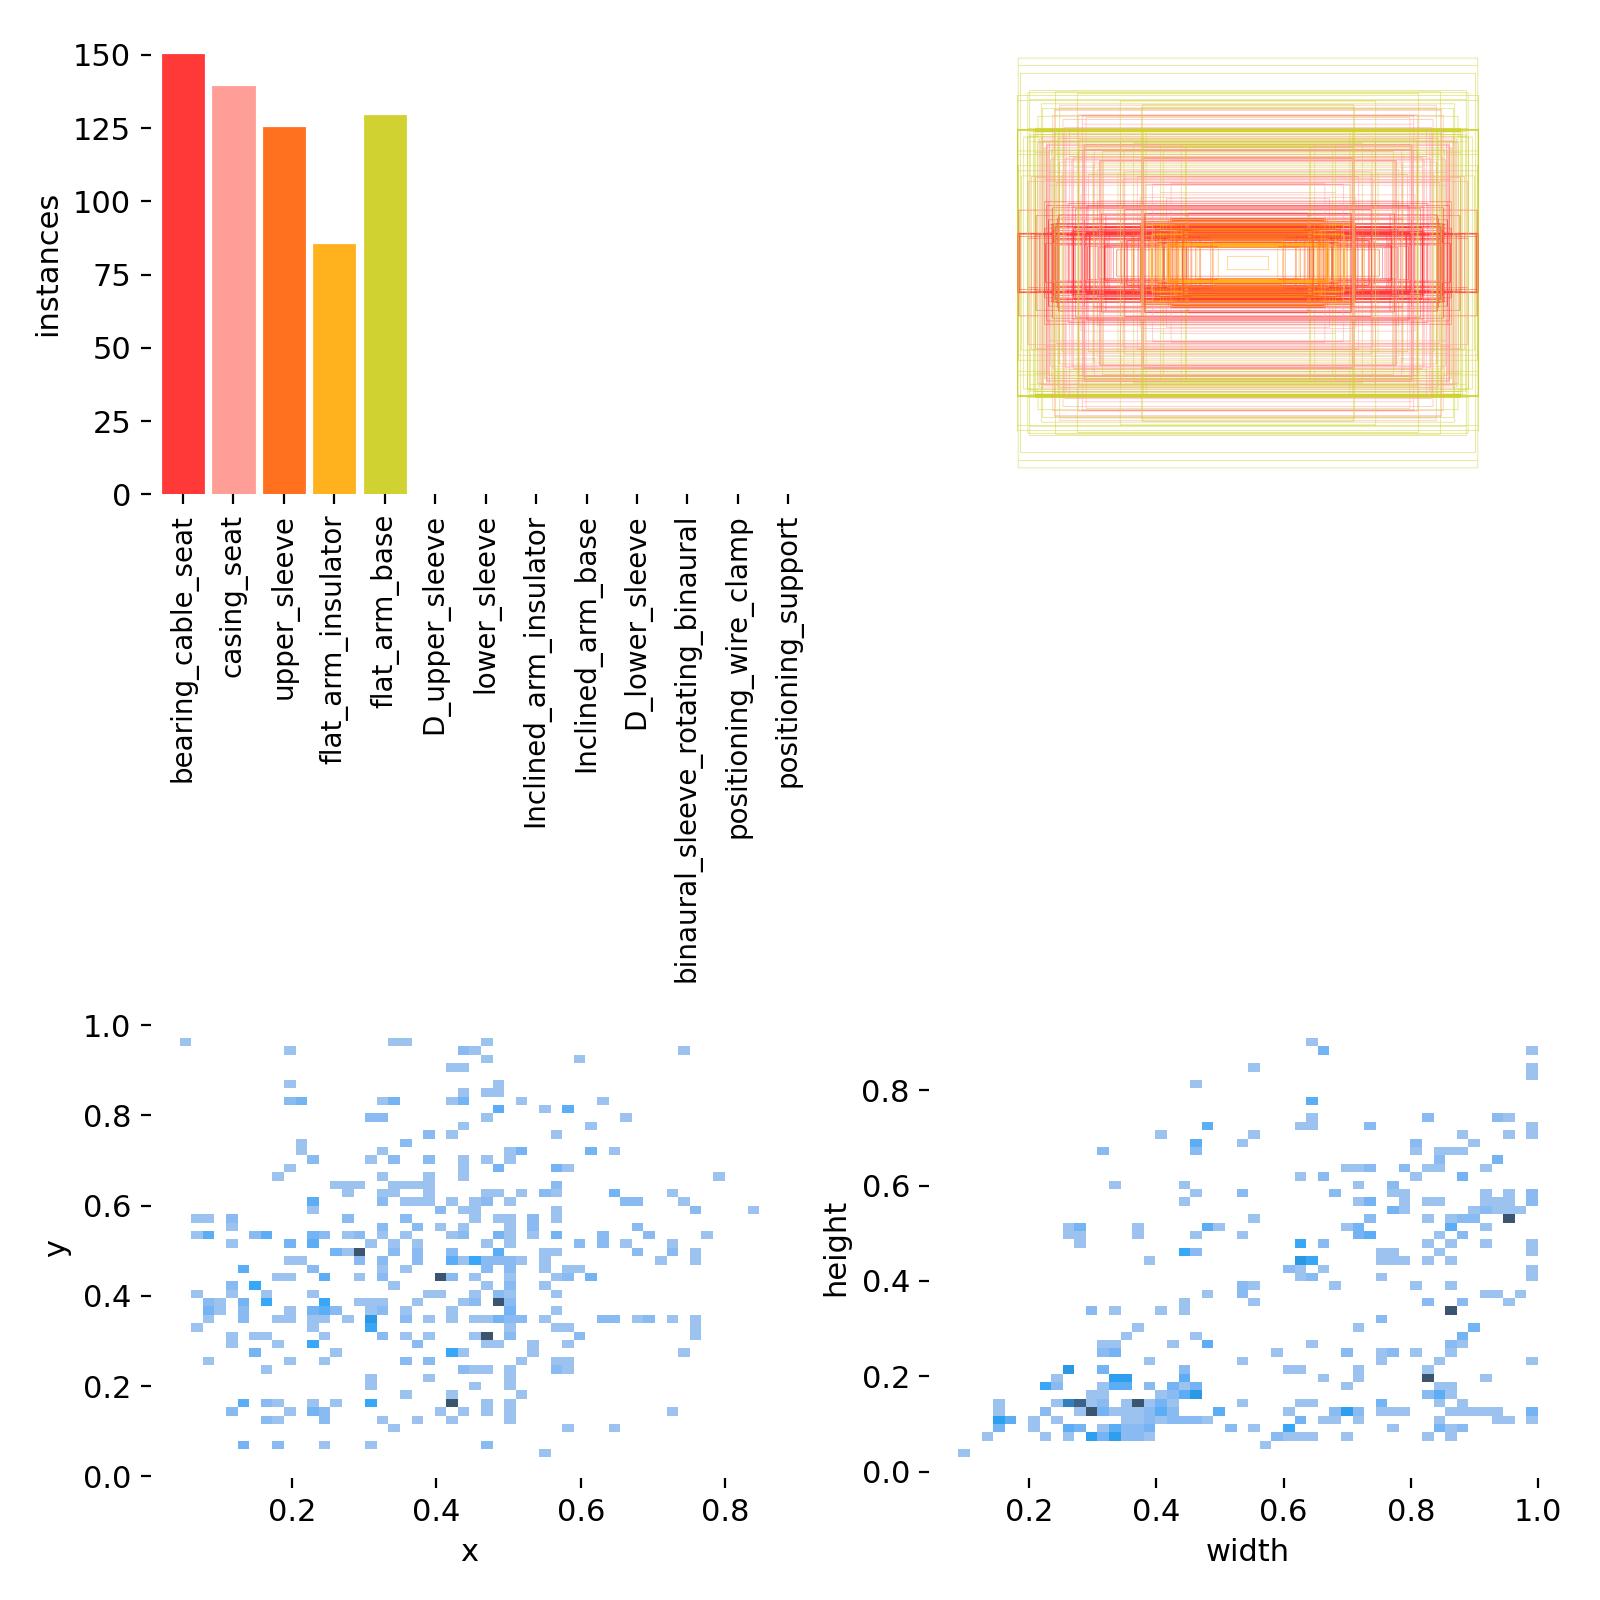 150
125
100
75
50
25
0
instances
bearing_cable_seat
casing_seat
upper_sleeve
flat_arm_insulator
flat_arm_base
D_upper_sleeve
lower_sleeve
Inclined_arm_insulator
Inclined_arm_base
D_lower_sleeve
binaural_sleeve_rotating_binaural
positioning_wire_clamp
positioning_support
1.0
0.8
0.6
0.4
0.2
0.0
y
0.2 0.4 0.6 0.8
x
0.8
0.6
0.4
0.2
0.0
height
0.2 0.4 0.6 0.8 1.0
width